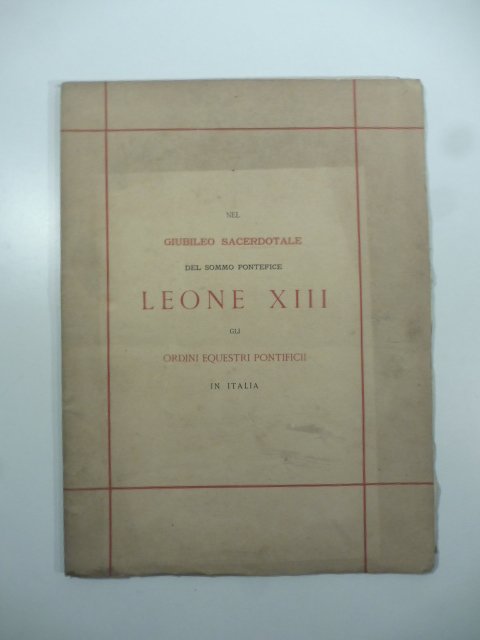 NEL
GIUBILEO SACERDOTALE
DEL SOMMO PONTEFICE
LEONE XIII
GLI
ORDINI EQUESTRI PONTIFICII
IN ITALIA